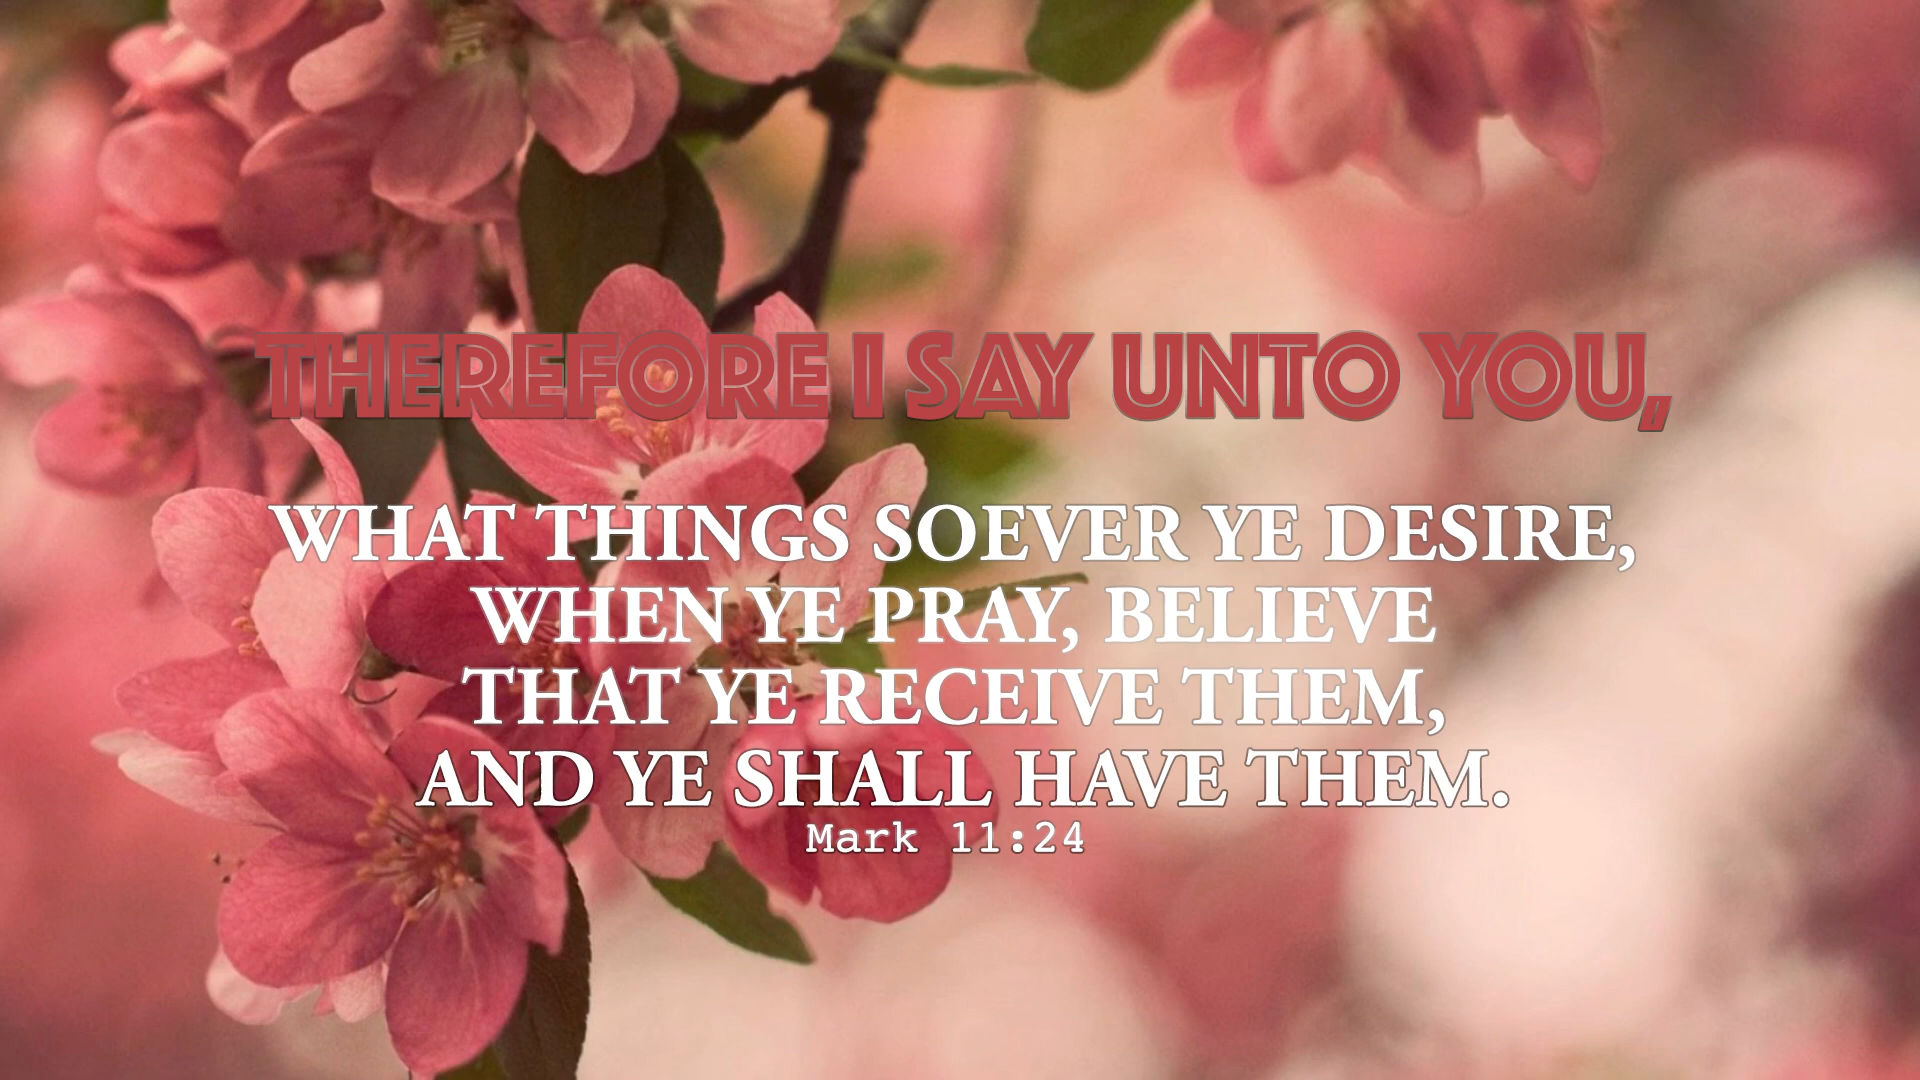 THEREFORE I SAY UNTO YOU,
WHAT THINGS SOEVER YE DESIRE,
WHEN YE PRAY, BELIEVE
THAT YE RECEIVE THEM,
AND YE SHALL HAVE THEM.
Mark 11:24